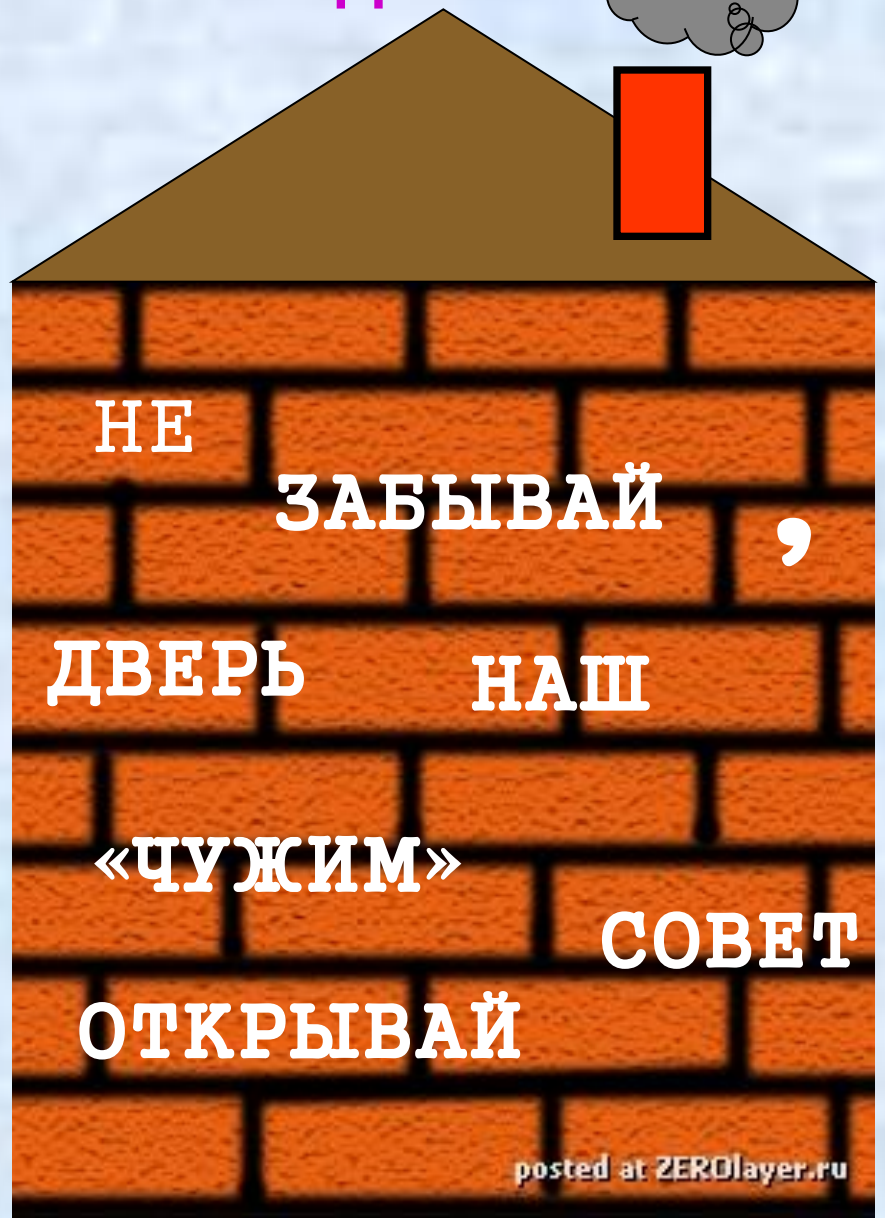 НЕ
ЗАБЫВАЙ ,
ДВЕРЬ НАШ
«ЧУЖИМ»
СОВЕТ
ОТКРЫВАЙ
posted at ZEROlayer.ru